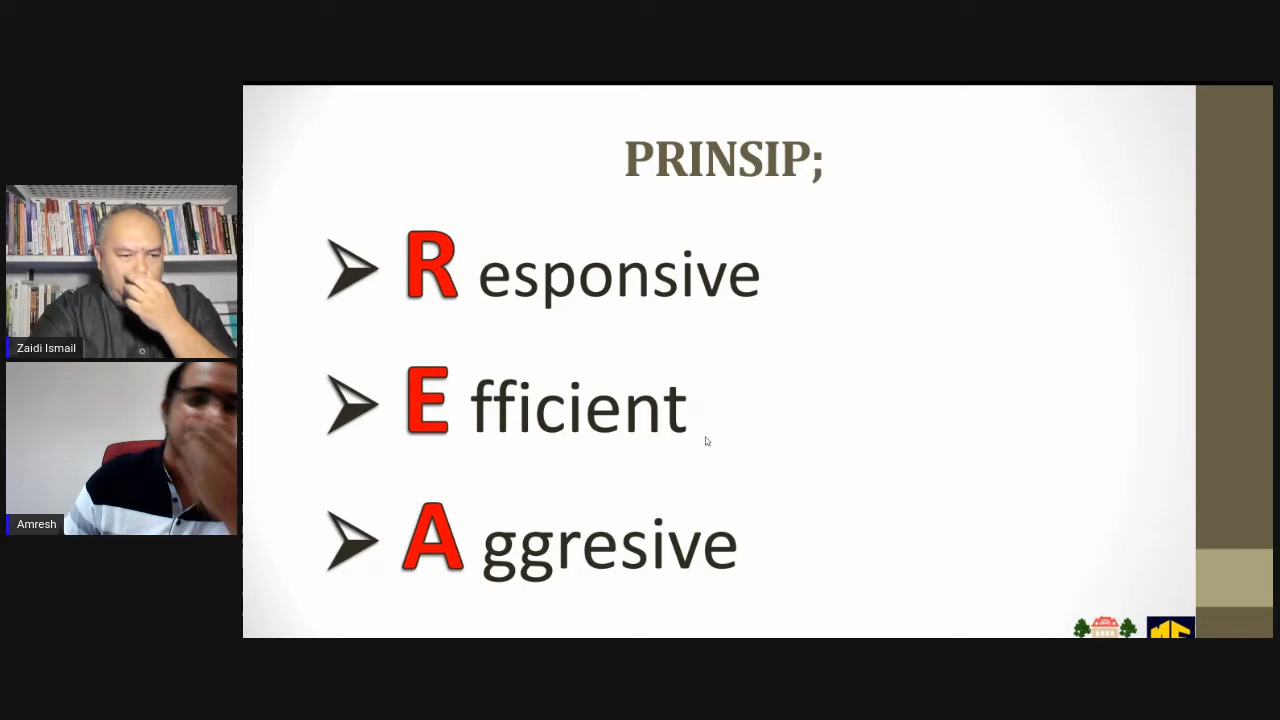 PRINSIP;
R esponsive
E fficient
A ggresive
Zaidi Ismail
Amresh